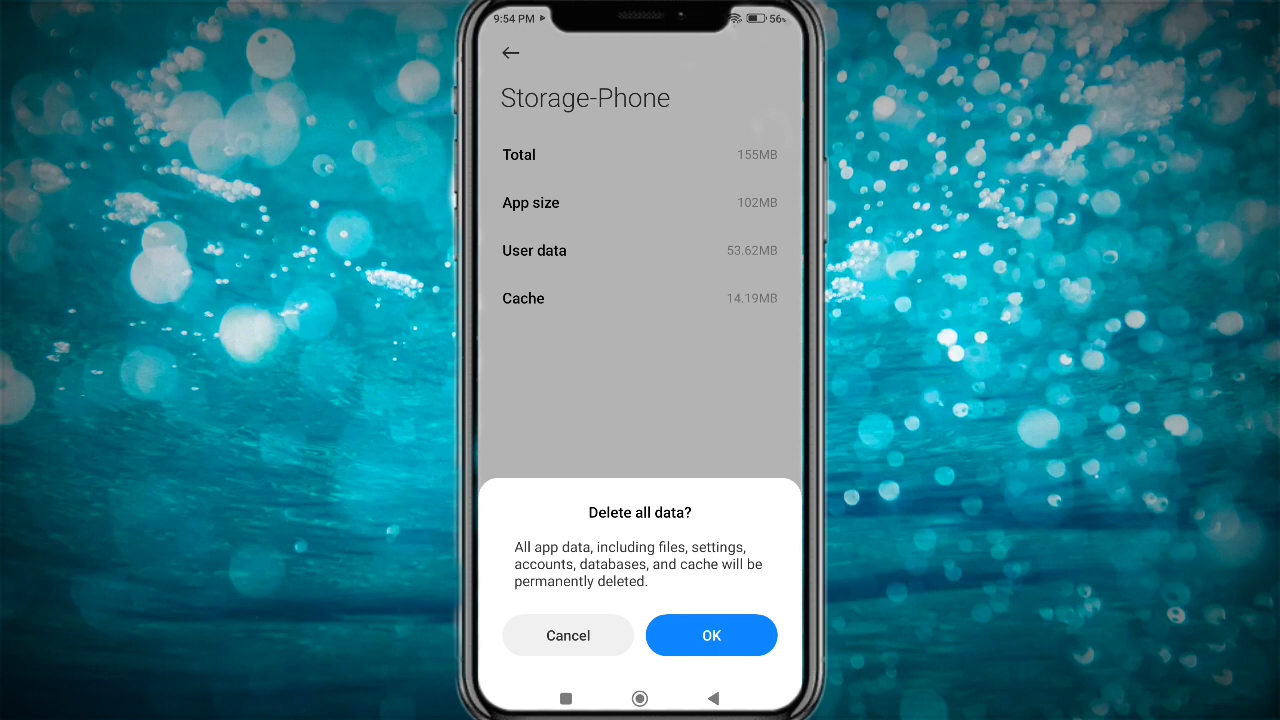 9:54 PM
56%
Storage-Phone
Total 155MB
App size 102MB
User data 53.62MB
Cache 14.19MB
Delete all data?
All app data, including files, settings,
accounts, databases, and cache will be
permanently deleted.
Cancel OK